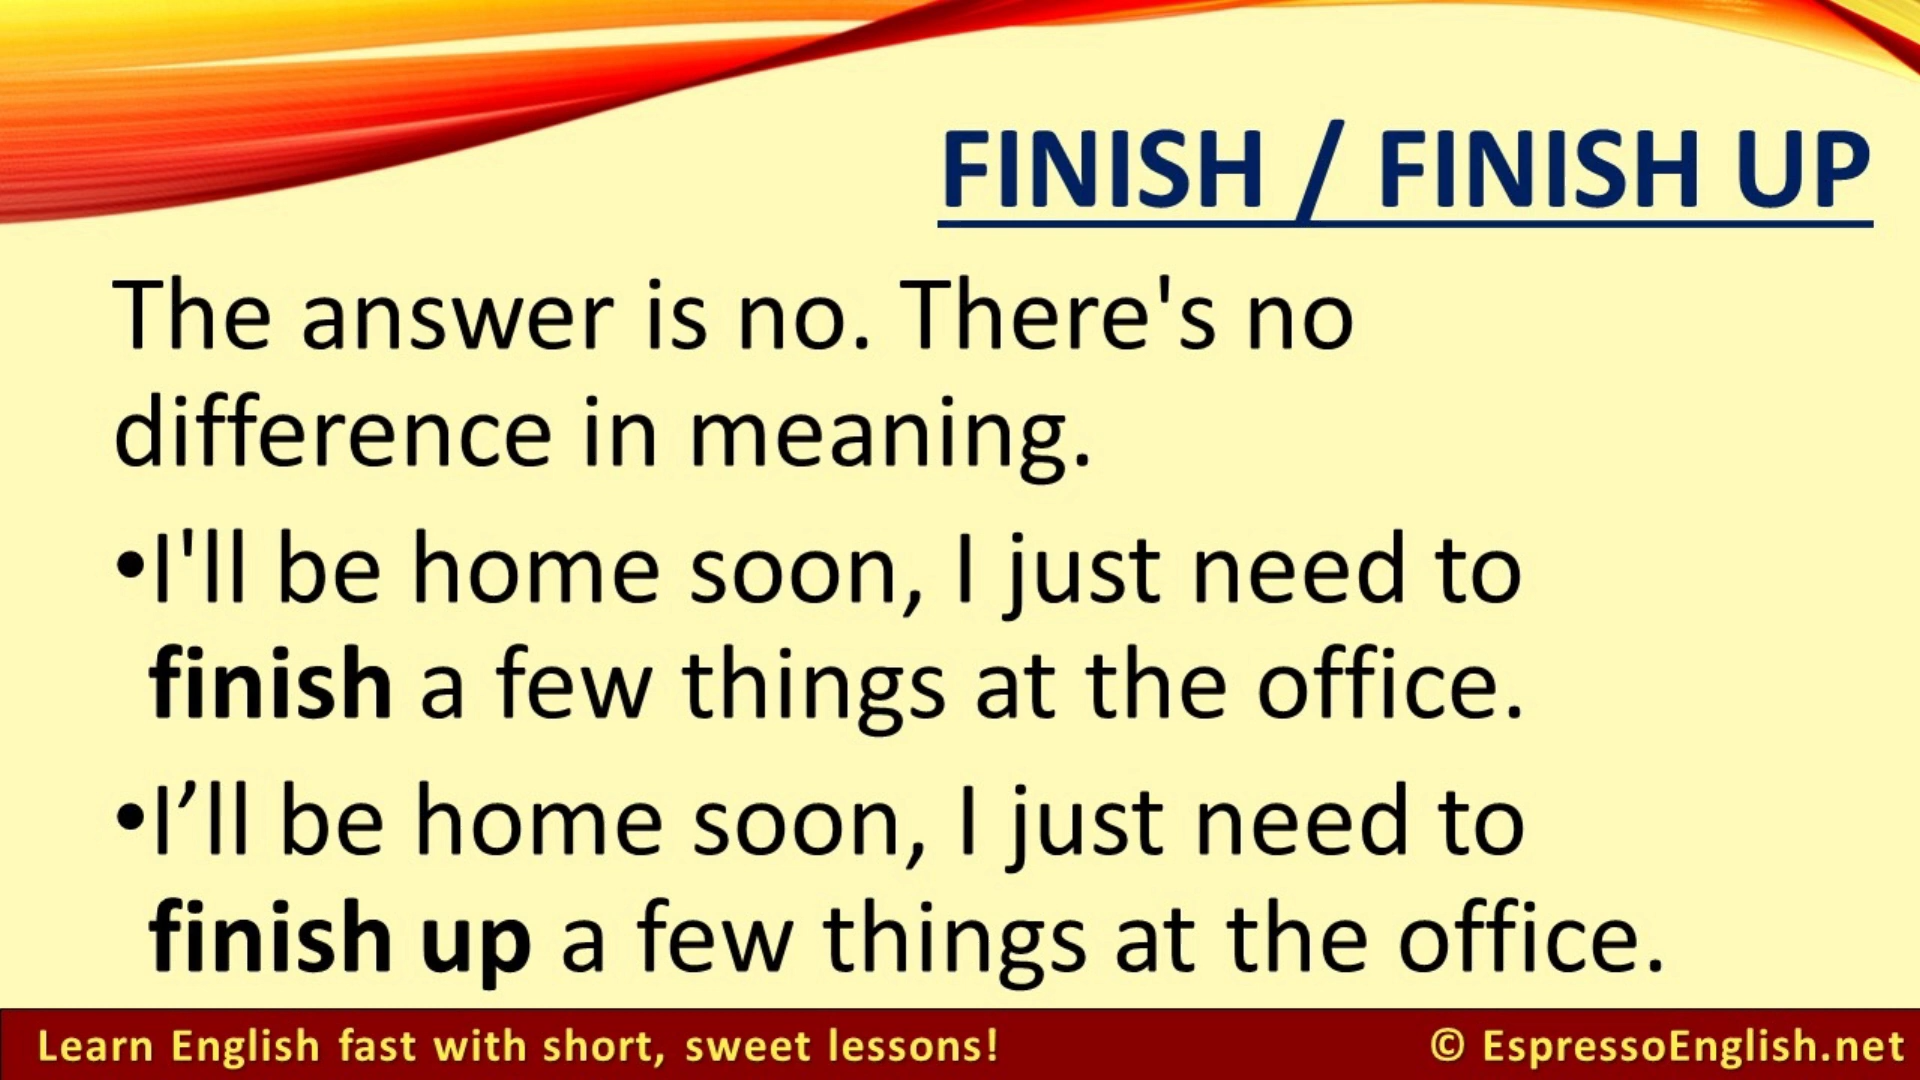 FINISH / FINISH UP
The answer is no. There's no
difference in meaning.
•I'll be home soon, I just need to
finish a few things at the office.
•I’ll be home soon, I just need to
finish up a few things at the office.
Learn English fast with short, sweet lessons!
© EspressoEnglish.net